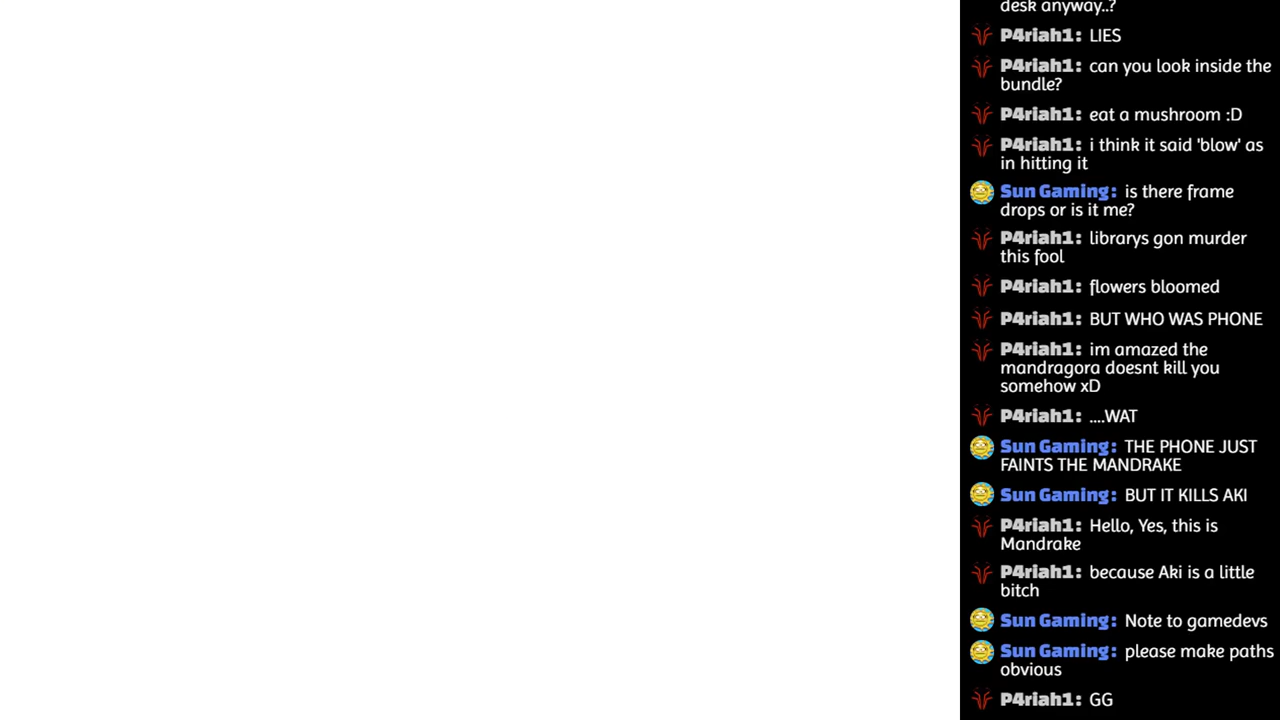 desk anyway..?
P4riah1: LIES
P4riah1: can you look inside the
bundle?
P4riah1: eat a mushroom :D
P4riah1: i think it said 'blow' as
in hitting it
Sun Gaming: is there frame
drops or is it me?
P4riah1: librarys gon murder
this fool
P4riah1: flowers bloomed
P4riah1: BUT WHO WAS PHONE
P4riah1: im amazed the
mandragora doesnt kill you
somehow xD
P4riah1: ....WAT
Sun Gaming: THE PHONE JUST
FAINTS THE MANDRAKE
Sun Gaming: BUT IT KILLS AKI
P4riah1: Hello, Yes, this is
Mandrake
P4riah1: because Aki is a little
bitch
Sun Gaming: Note to gamedevs
Sun Gaming: please make paths
obvious
P4riah1: GG